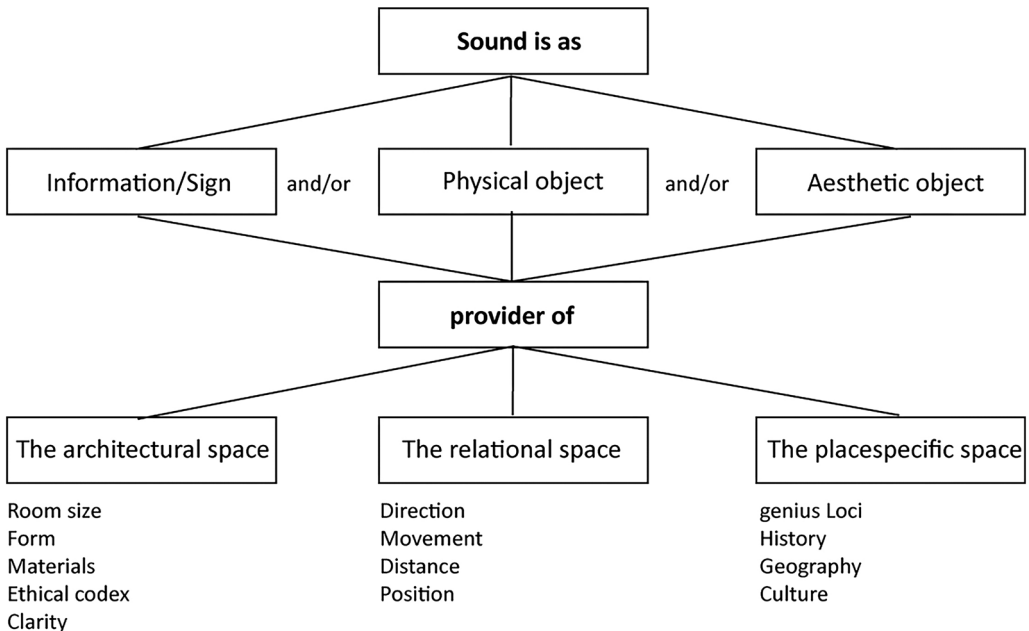 Sound is as
Information/Sign
and/or
Physical object
and/or
Aesthetic object
provider of
The architectural space
The relational space
The placespecific space
Room size
Form
Materials
Ethical codex
Clarity
Direction
Movement
Distance
Position
genius Loci
History
Geography
Culture